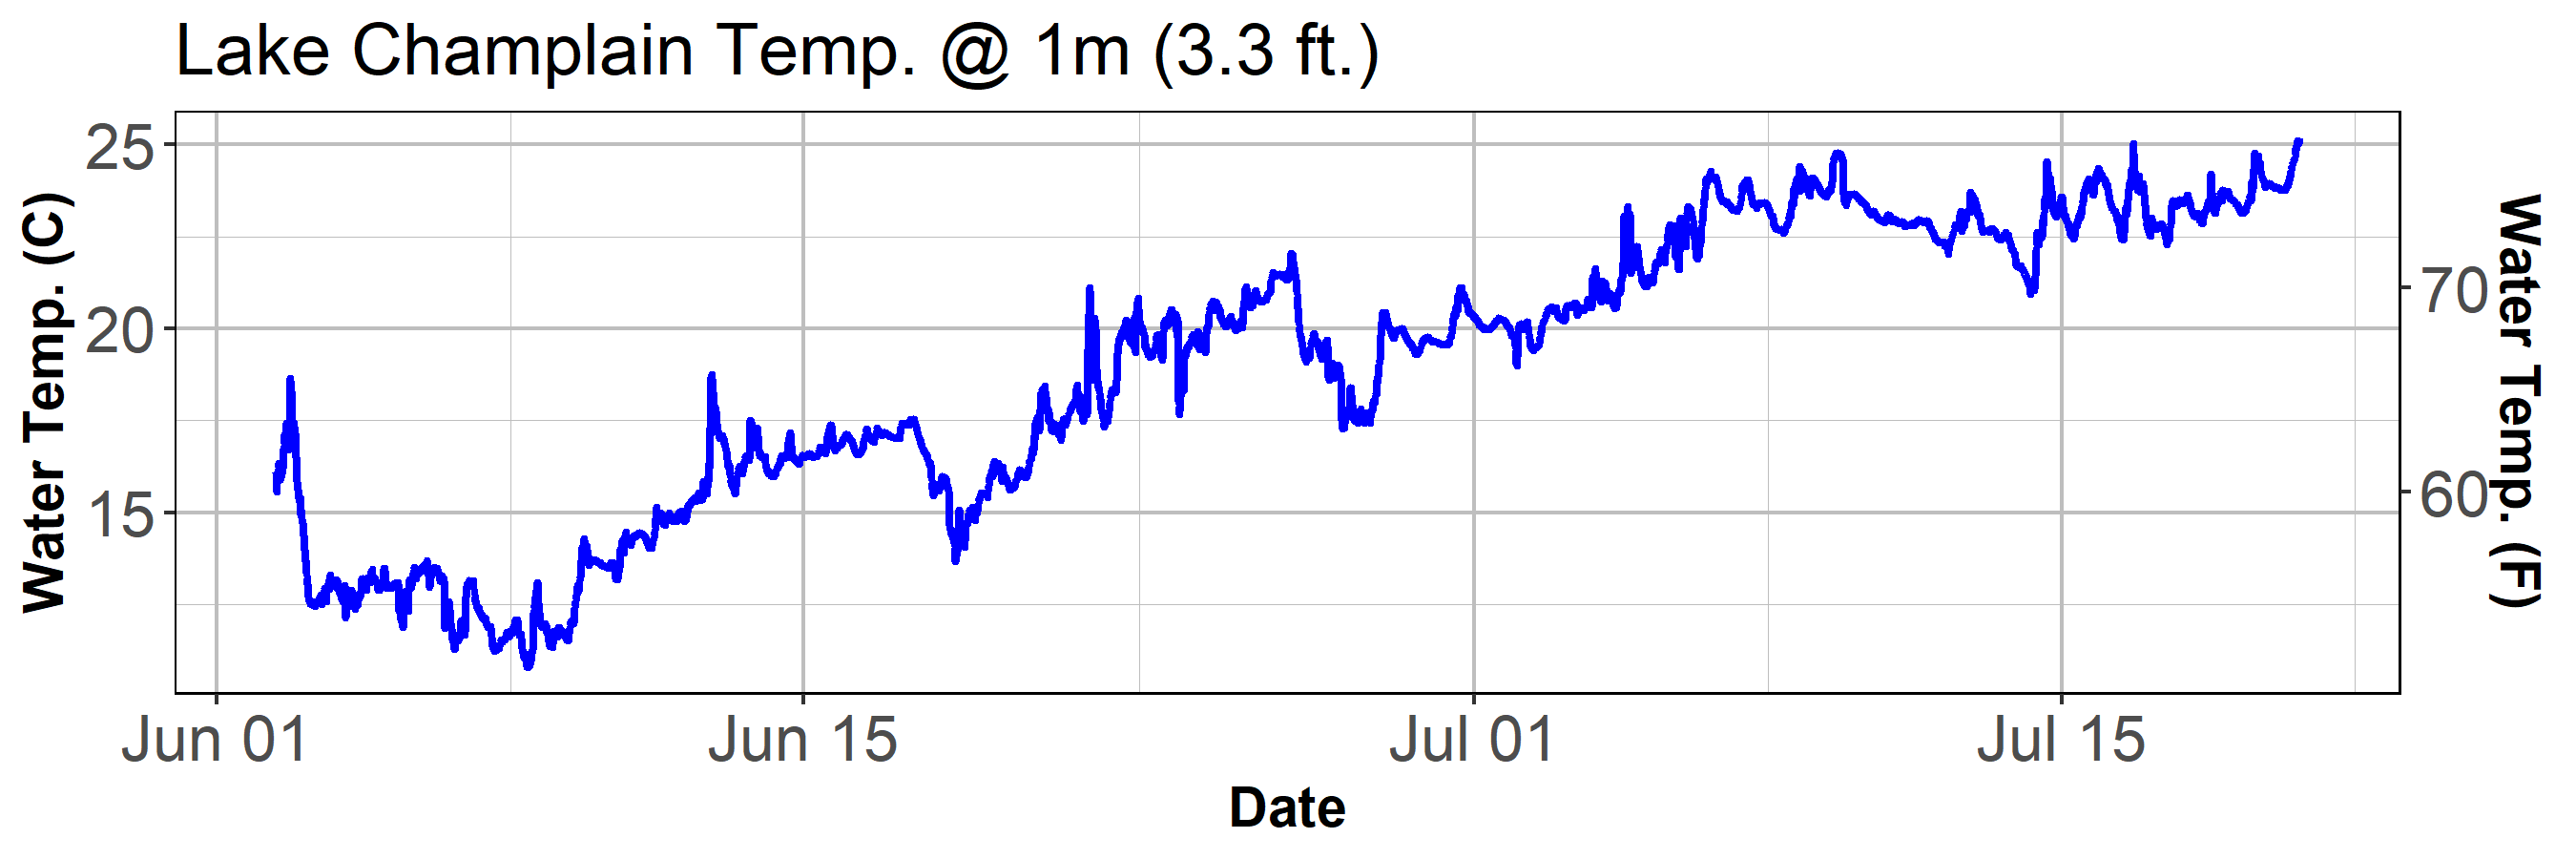 Lake Champlain Temp. @ 1m (3.3 ft.)
Water Temp. (C)
25
20
15
70
60
Water Temp. (F)
Jun 01
Jun 15
Jul 01
Jul 15
Date